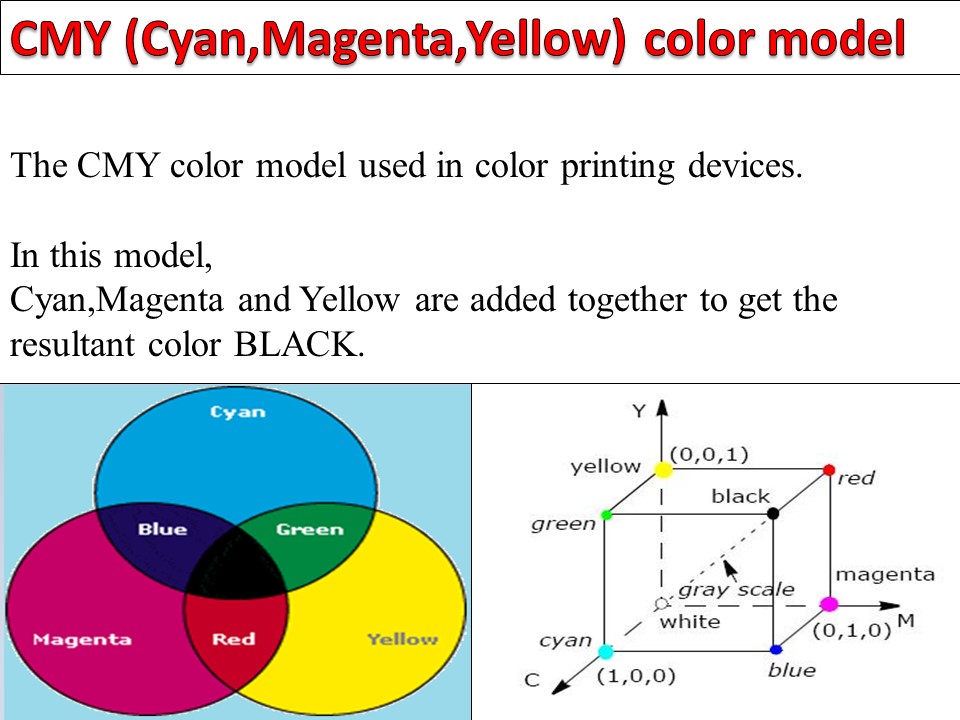 CMY (Cyan,Magenta,Yellow) color model
The CMY color model used in color printing devices.
In this model,
Cyan,Magenta and Yellow are added together to get the
resultant color BLACK.
Cyan
Blue
Green
Magenta
Red
Yellow
Y
(0,0,1)
yellow
red
black
green
magenta
gray scale
white
M
(0,1,0)
cyan
(1,0,0)
blue
C